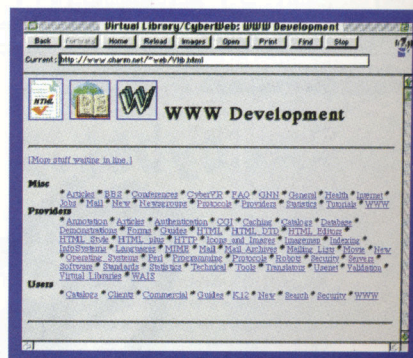 Virtual Library/CyberWeb: WWW Development
Back Forward Home Reload Images Open Print Find Stop
Current: http://www.charm.net/~web/Vlib.html
HTML W WWW Development
[More stuff waiting in line.]
Misc
* Articles * BBS * Conferences * CyberVR * FAQ * GNN * General * Health * Internet *
Jobs * Mail * New * Newsgroups * Protocols * Providers * Statistics * Tutorials * WWW
Providers
* Annotation * Articles * Authentication * CGI * Caching * Catalogs * Database *
Demonstrations * Forms * Guides * HTML * HTML DTD * HTML Editors *
HTML Style * HTML plus * HTTP * Icons and Images * Imagemaps * Indexing *
InfoSystems * Languages * MIME * Mail * Mail Archives * Mailing Lists * Movie * New
* Operating Systems * Perl * Programming * Protocols * Robots * Security * Servers
Software * Standards * Statistics * Technical * Tools * Translators * Usenet * Validation *
Virtual Libraries * WAIS
Users
* Catalogs * Clients * Commercial * Guides * K12 * New * Search * Security * WWW